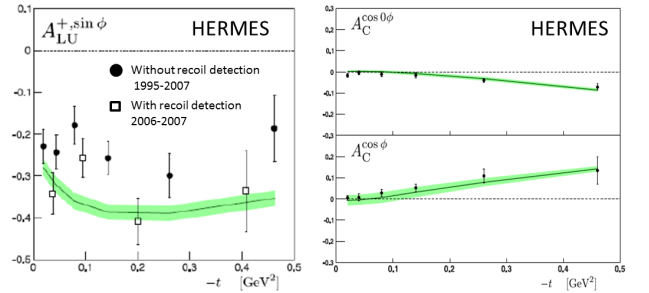 A_LU^{+,sin ϕ}
HERMES
0.1
0
-0.1
-0.2
-0.3
-0.4
-0.5
Without recoil detection
1995-2007
With recoil detection
2006-2007
0 0,1 0,2 0,3 0,4 0,5
−t [GeV²]
A_C^{cos 0ϕ}
HERMES
0.3
0.2
0.1
0
-0.1
-0.2
-0.3
A_C^{cos ϕ}
0.2
0.1
0
-0.1
-0.2
-0.3
0 0,1 0,2 0,3 0,4 0,5
−t [GeV²]